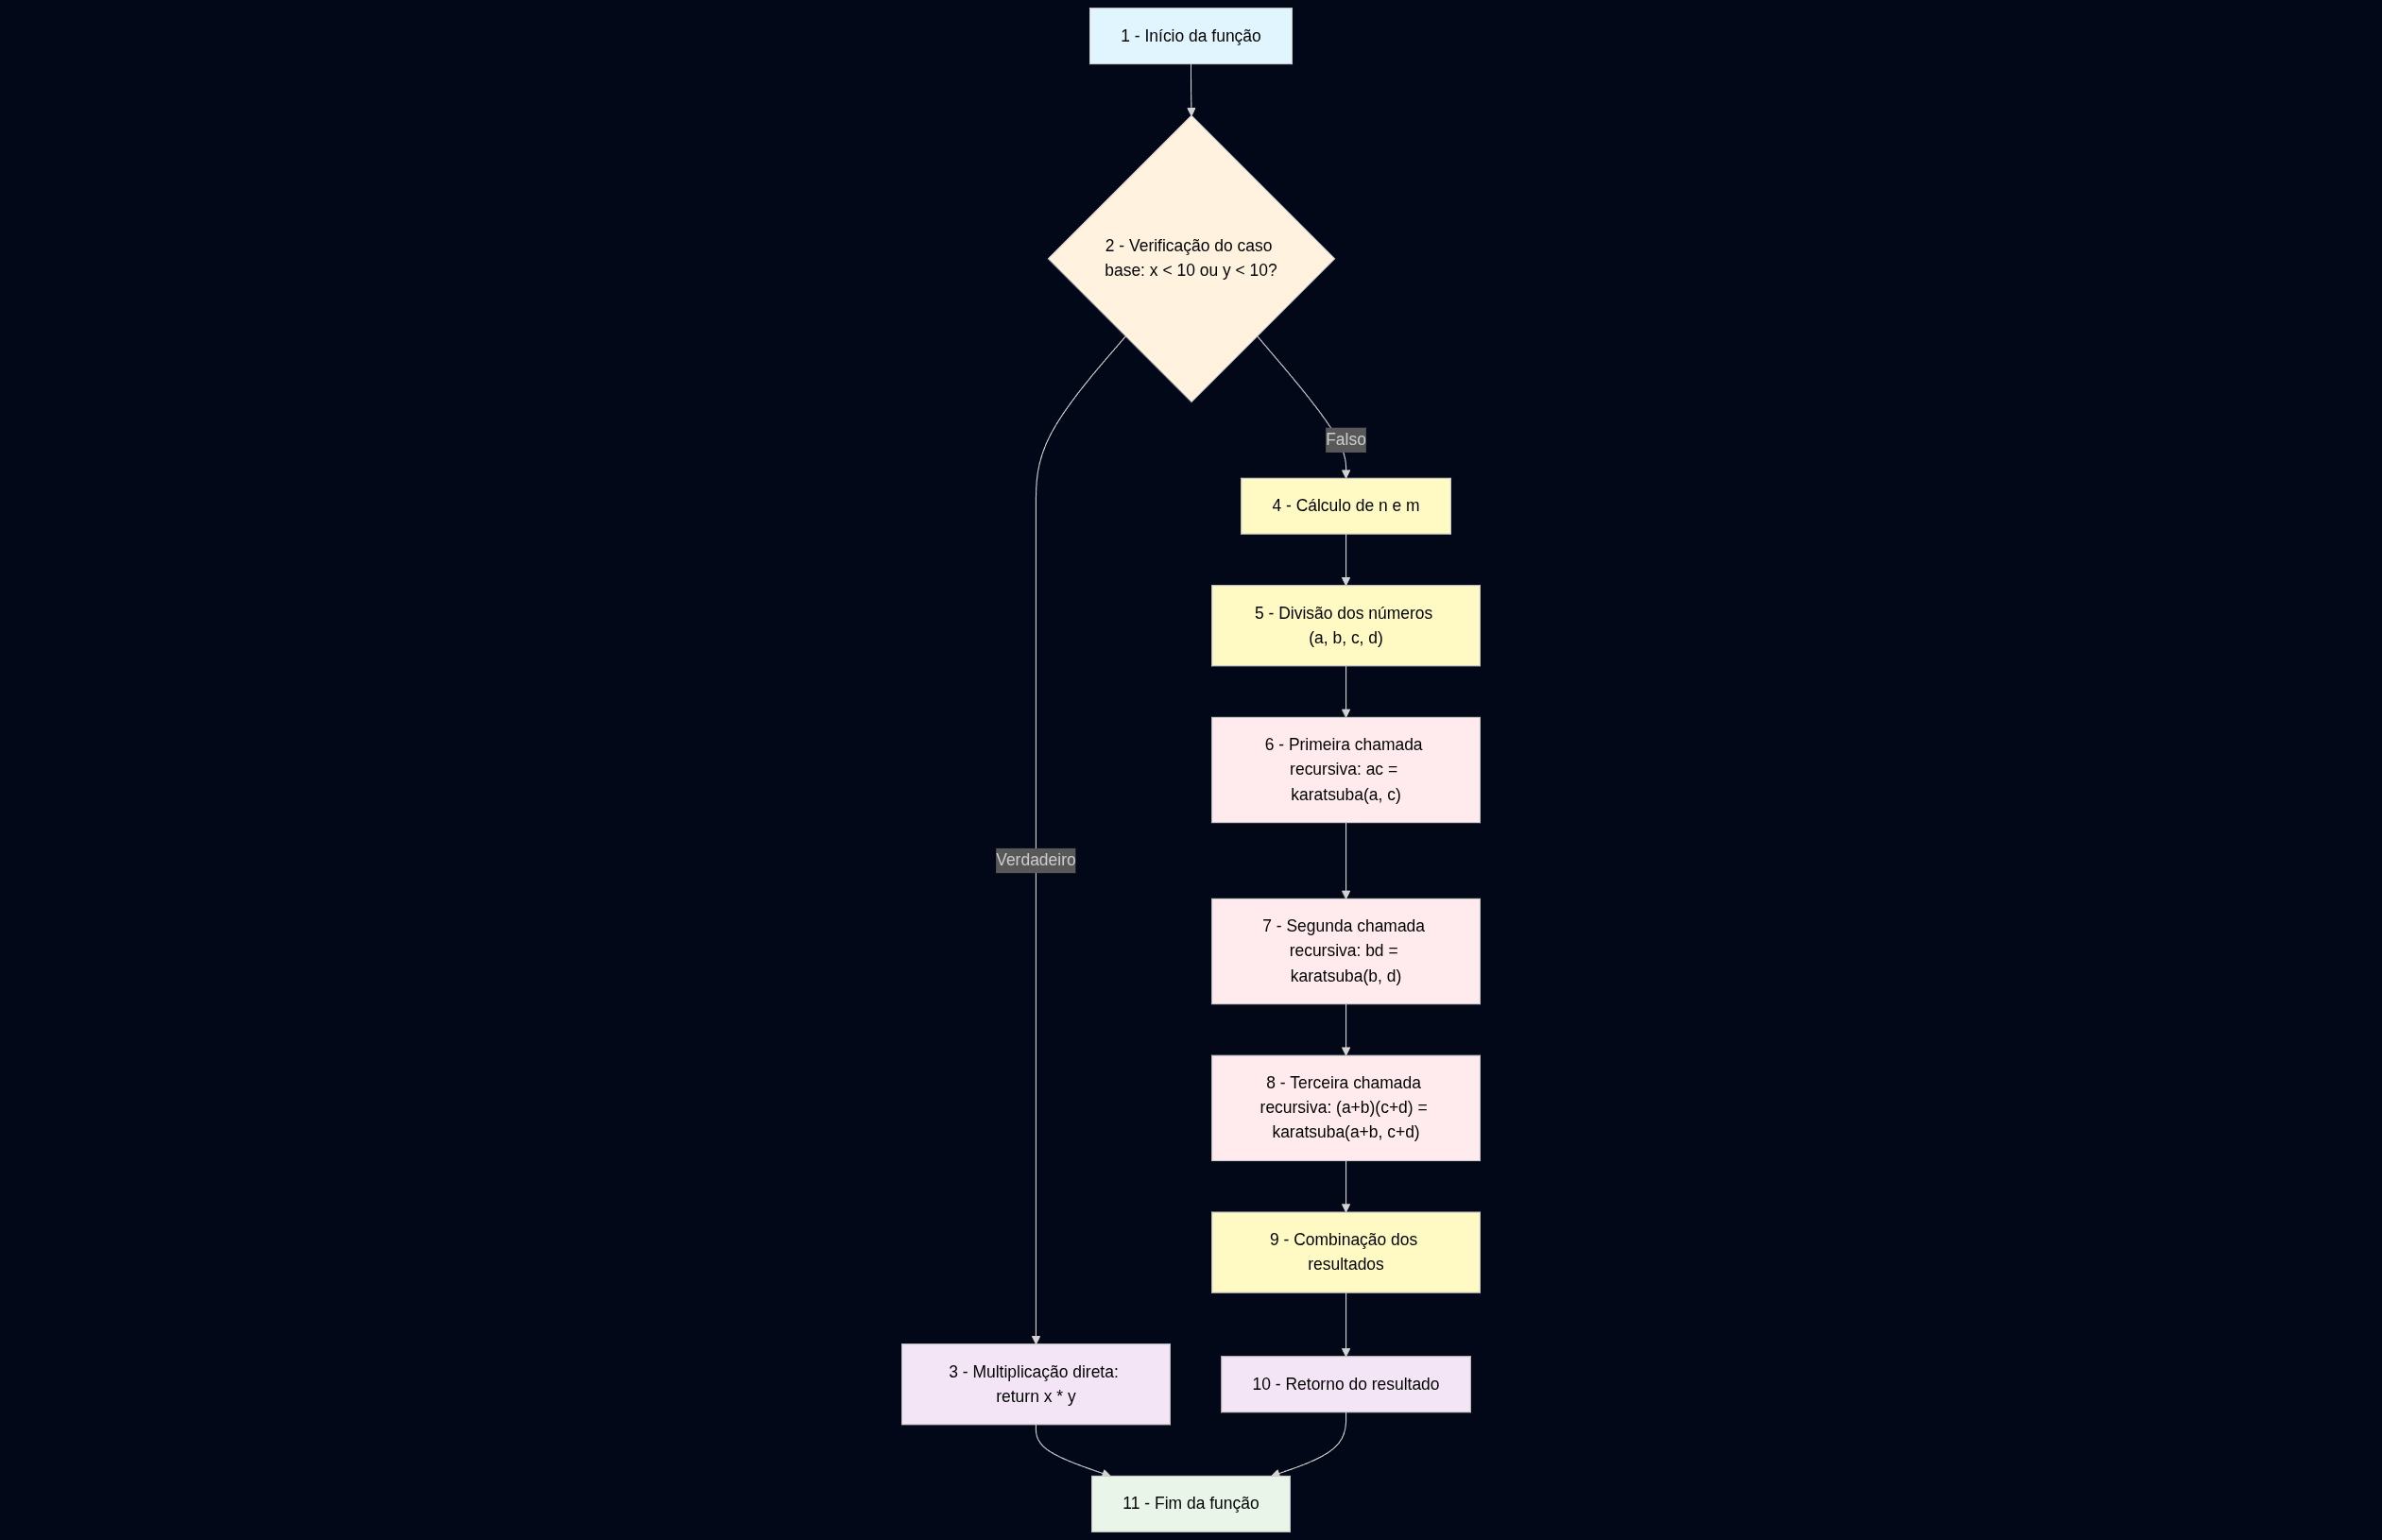 1 - Início da função
2 - Verificação do caso
base: x < 10 ou y < 10?
Falso
4 - Cálculo de n e m
5 - Divisão dos números
(a, b, c, d)
6 - Primeira chamada
recursiva: ac =
karatsuba(a, c)
Verdadeiro
7 - Segunda chamada
recursiva: bd =
karatsuba(b, d)
8 - Terceira chamada
recursiva: (a+b)(c+d) =
karatsuba(a+b, c+d)
9 - Combinação dos
resultados
3 - Multiplicação direta:
return x * y
10 - Retorno do resultado
11 - Fim da função